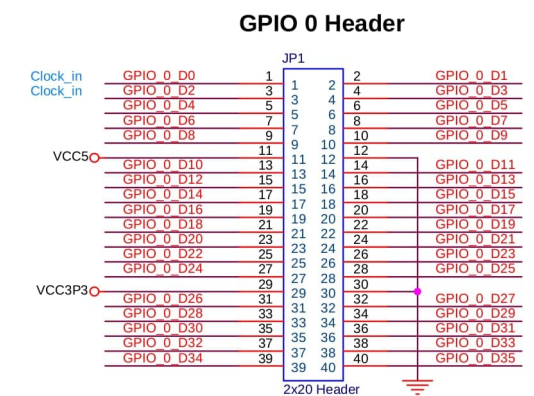 GPIO 0 Header
JP1
Clock_in GPIO_0_D0 1 1 2 2 GPIO_0_D1
Clock_in GPIO_0_D2 3 3 4 4 GPIO_0_D3
GPIO_0_D4 5 5 6 6 GPIO_0_D5
GPIO_0_D6 7 7 8 8 GPIO_0_D7
GPIO_0_D8 9 9 10 10 GPIO_0_D9
VCC5 11 11 12 12
GPIO_0_D10 13 13 14 14 GPIO_0_D11
GPIO_0_D12 15 15 16 16 GPIO_0_D13
GPIO_0_D14 17 17 18 18 GPIO_0_D15
GPIO_0_D16 19 19 20 20 GPIO_0_D17
GPIO_0_D18 21 21 22 22 GPIO_0_D19
GPIO_0_D20 23 23 24 24 GPIO_0_D21
GPIO_0_D22 25 25 26 26 GPIO_0_D23
GPIO_0_D24 27 27 28 28 GPIO_0_D25
VCC3P3 29 29 30 30
GPIO_0_D26 31 31 32 32 GPIO_0_D27
GPIO_0_D28 33 33 34 34 GPIO_0_D29
GPIO_0_D30 35 35 36 36 GPIO_0_D31
GPIO_0_D32 37 37 38 38 GPIO_0_D33
GPIO_0_D34 39 39 40 40 GPIO_0_D35
2x20 Header